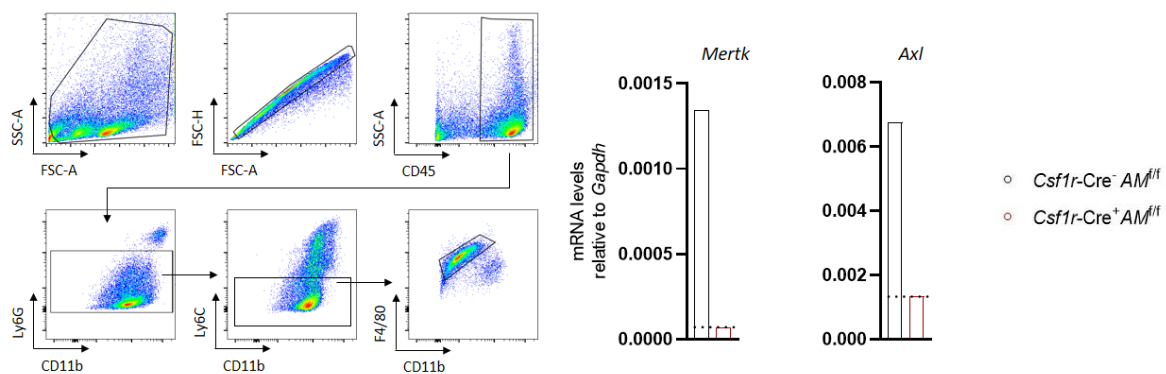 SSC-A
FSC-A
FSC-H
FSC-A
SSC-A
CD45
Ly6G
CD11b
Ly6C
CD11b
F4/80
CD11b
mRNA levels
relative to Gapdh
Mertk
0.0015
0.0010
0.0005
0.0000
Axl
0.008
0.006
0.004
0.002
0.000
Csf1r-Cre⁻ AMf/f
Csf1r-Cre⁺ AMf/f